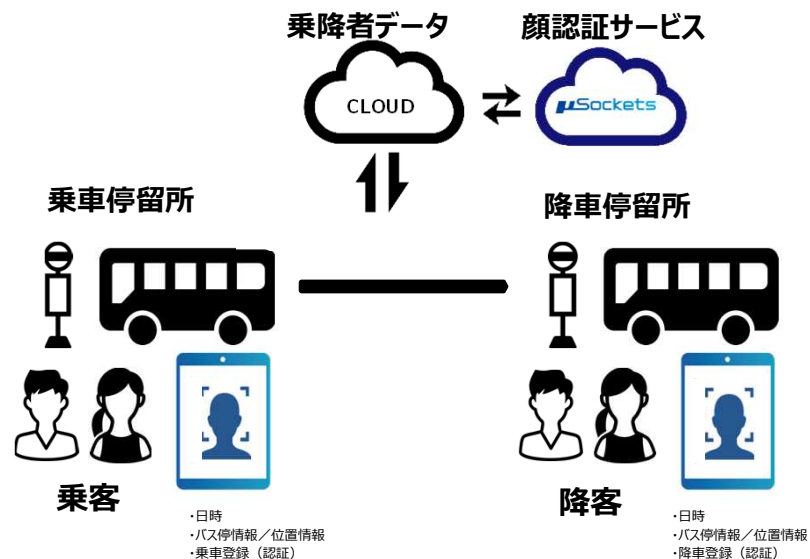 乗降者データ
顔認証サービス
CLOUD
μSockets
乗車停留所
降車停留所
乗客
・日時
・バス停情報／位置情報
・乗車登録（認証）
降客
・日時
・バス停情報／位置情報
・降車登録（認証）